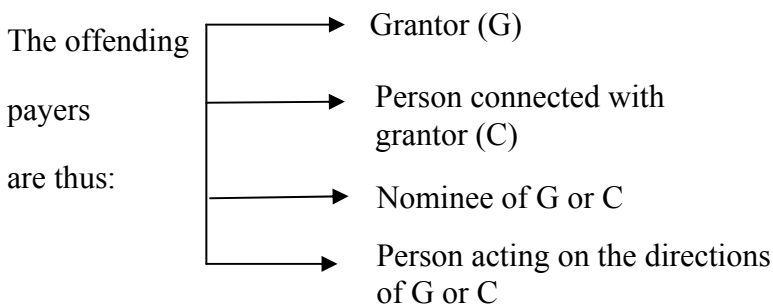 The offending
payers
are thus:
Grantor (G)
Person connected with
grantor (C)
Nominee of G or C
Person acting on the directions
of G or C